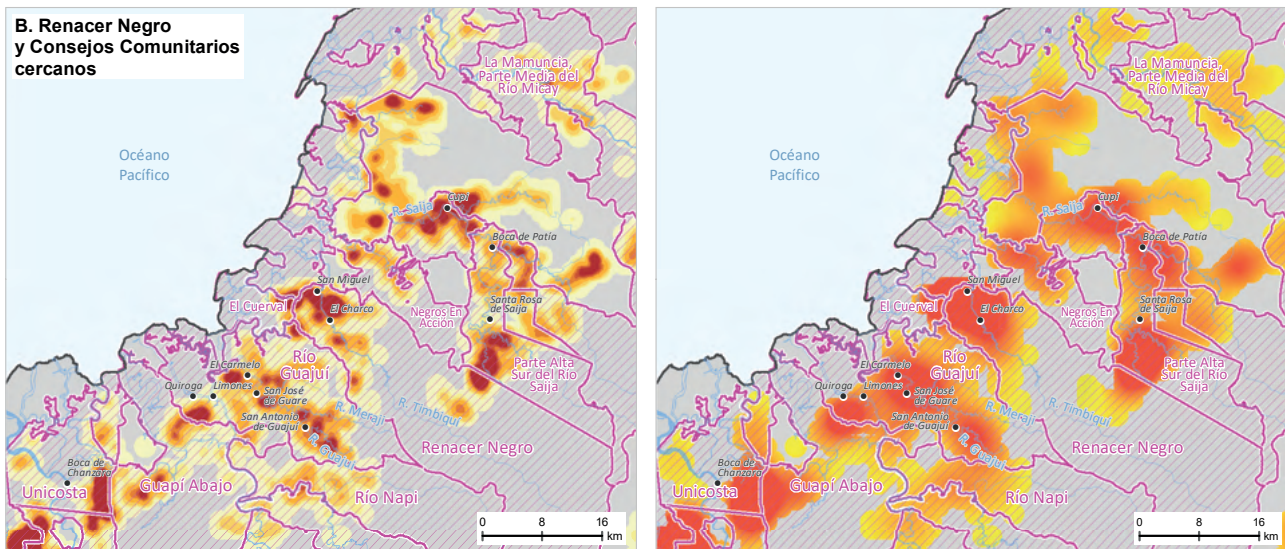 B. Renacer Negro
y Consejos Comunitarios
cercanos
La Mamuncia,
Parte Media del
Río Micay
Océano
Pacífico
Cupí
R. Saija
Boca de Patía
San Miguel
El Cuerval
El Charco
Negros En
Acción
Santa Rosa
de Saija
Parte Alta
Sur del Río
Saija
Río
Guajuí
El Carmelo
Quiroga
Limones
San José
de Guare
San Antonio
de Guajui
R. Meraji
R. Timbiquí
R. Guajuí
Renacer Negro
Boca de
Chanzara
Unicosta
Guapí Abajo
Río Napi
0 8 16
km
La Mamuncia,
Parte Media del
Río Micay
Océano
Pacífico
Cupí
R. Saija
Boca de Patía
San Miguel
El Cuerval
El Charco
Negros En
Acción
Santa Rosa
de Saija
Parte Alta
Sur del Río
Saija
Río
Guajuí
El Carmelo
Quiroga
Limones
San José
de Guare
San Antonio
de Guajui
R. Meraji
R. Timbiquí
R. Guajuí
Renacer Negro
Boca de
Chanzara
Unicosta
Guapí Abajo
Río Napi
0 8 16
km